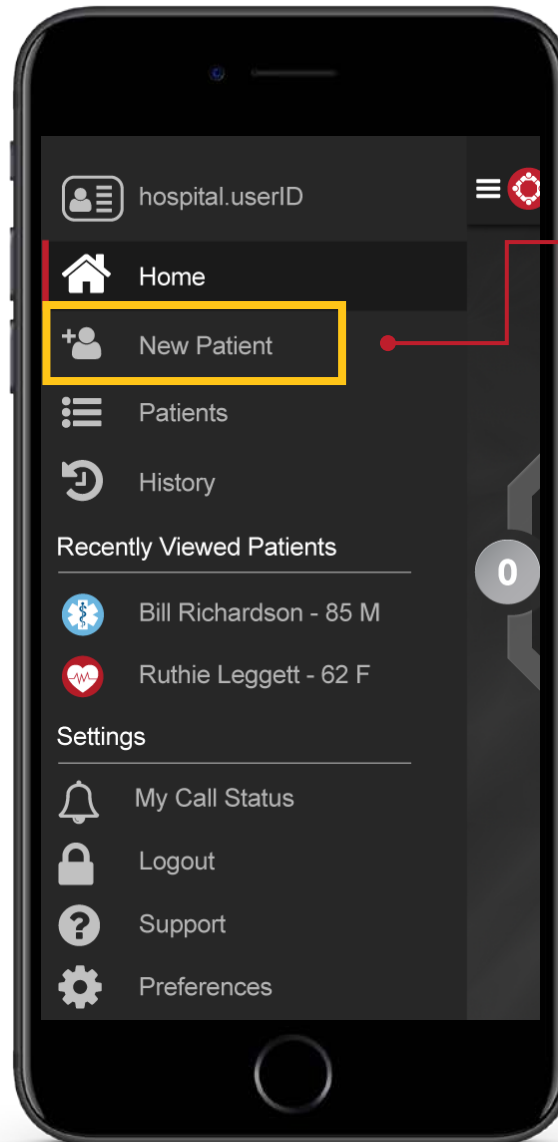 hospital.userID
Home
New Patient
Patients
History
Recently Viewed Patients
0
Bill Richardson - 85 M
Ruthie Leggett - 62 F
Settings
My Call Status
Logout
Support
Preferences